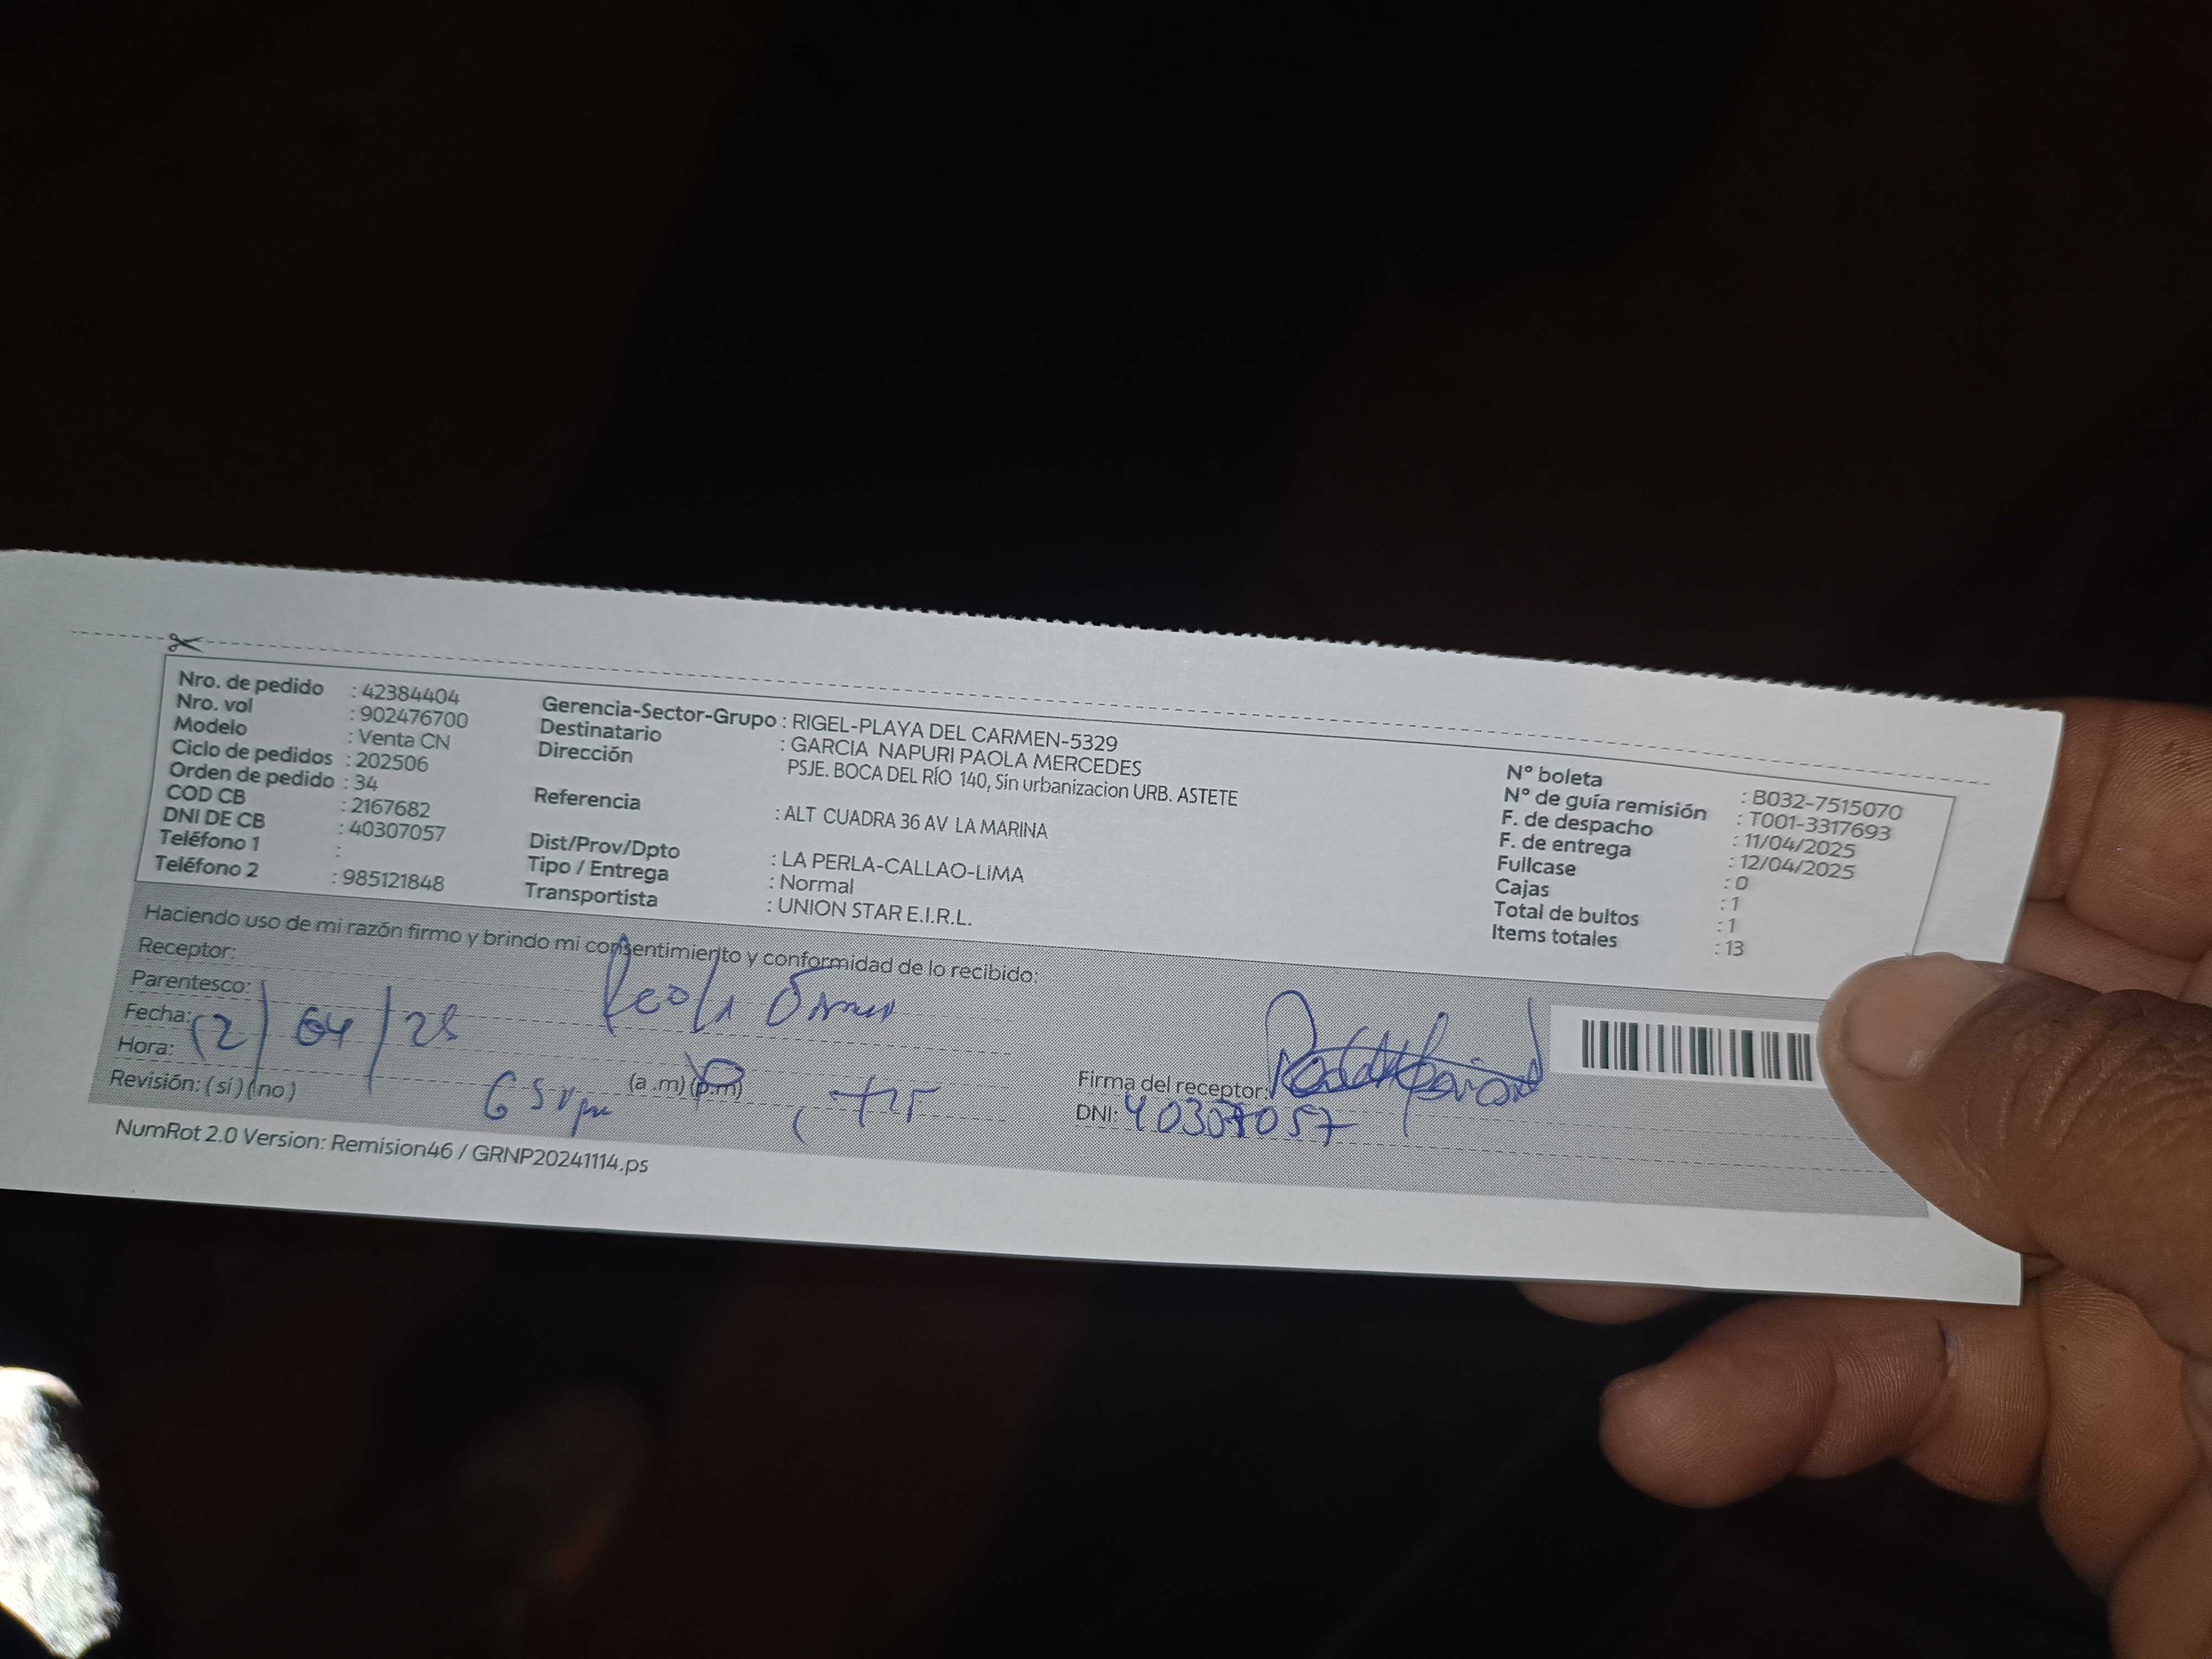 Nro. de pedido : 42384404
Nro. vol : 902476700
Modelo : Venta CN
Ciclo de pedidos : 202506
Orden de pedido : 34
COD CB : 2167682
DNI DE CB : 40307057
Teléfono 1 :
Teléfono 2 : 985121848
Gerencia-Sector-Grupo : RIGEL-PLAYA DEL CARMEN-5329
Destinatario : GARCIA NAPURI PAOLA MERCEDES
Dirección PSJE. BOCA DEL RÍO 140, Sin urbanizacion URB. ASTETE
Referencia : ALT CUADRA 36 AV LA MARINA
Dist/Prov/Dpto : LA PERLA-CALLAO-LIMA
Tipo / Entrega : Normal
Transportista : UNION STAR E.I.R.L.
N° boleta : B032-7515070
N° de guía remisión : T001-3317693
F. de despacho : 11/04/2025
F. de entrega : 12/04/2025
Fullcase : 0
Cajas : 1
Total de bultos : 1
Items totales : 13
Haciendo uso de mi razón firmo y brindo mi consentimiento y conformidad de lo recibido:
Receptor:
Parentesco:
Fecha: 12/04/25
Hora: (a .m) (p.m)
Revisión: ( si ) ( no )
Firma del receptor:
DNI: 40307057
NumRot 2.0 Version: Remision46 / GRNP20241114.ps